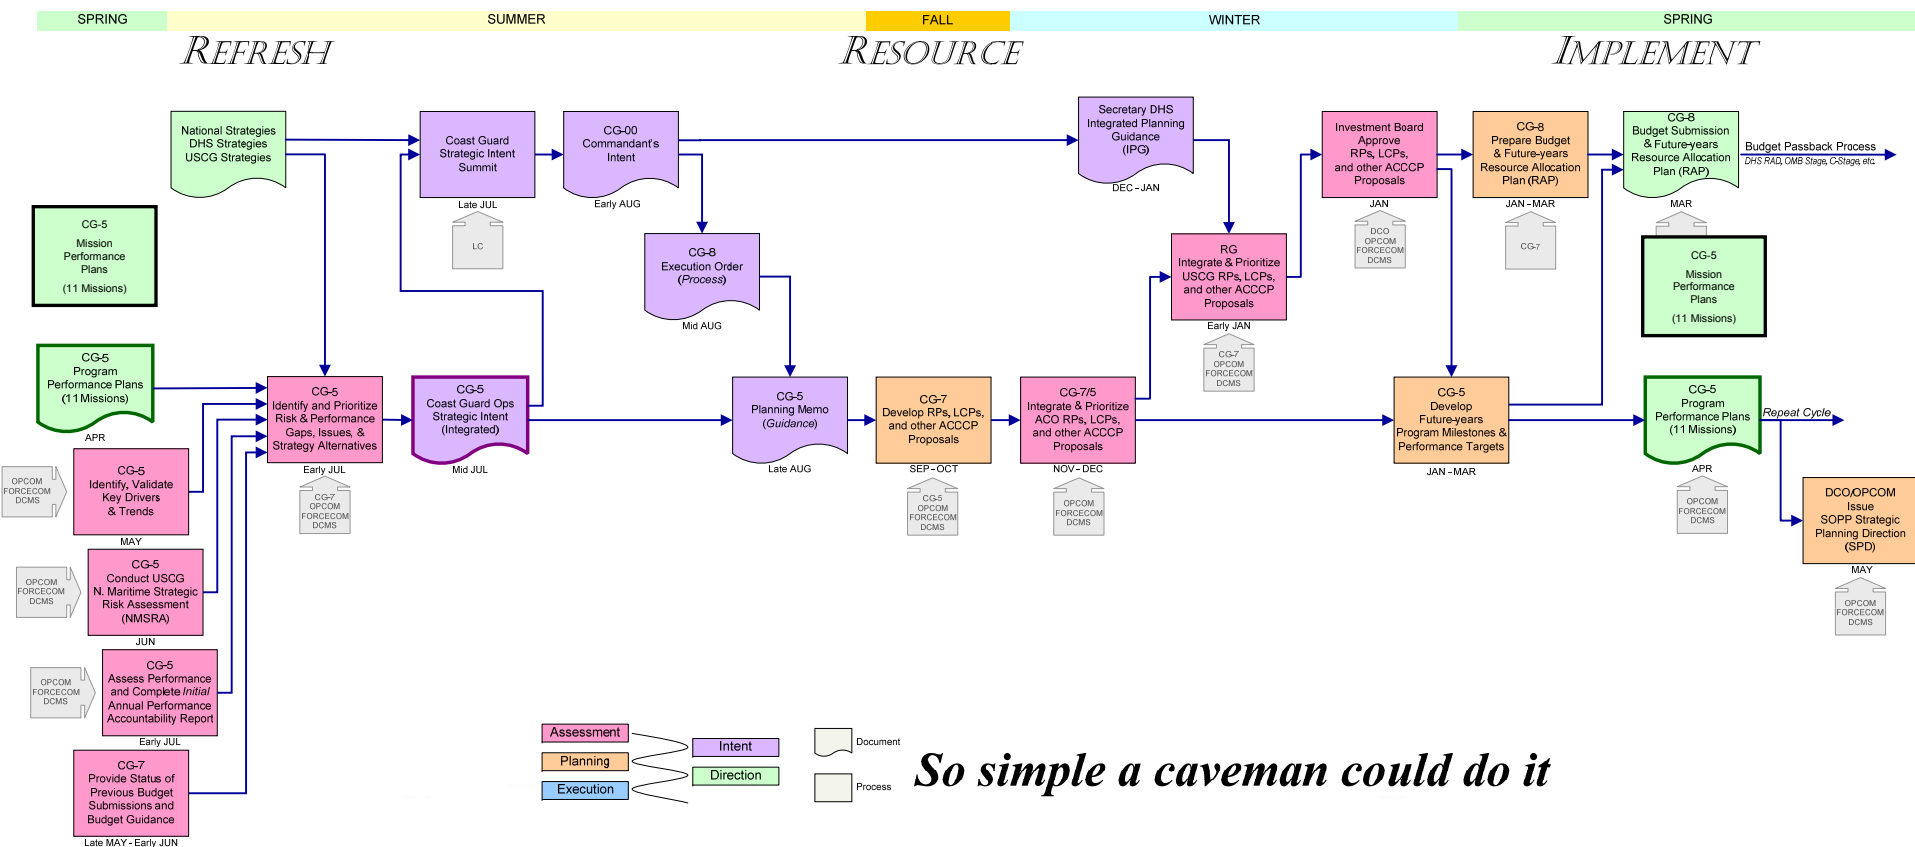 SPRING
SUMMER
FALL
WINTER
SPRING
REFRESH
RESOURCE
IMPLEMENT
National Strategies
DHS Strategies
USCG Strategies
Coast Guard
Strategic Intent
Summit
Late JUL
LC
CG-00
Commandant's
Intent
Early AUG
Secretary DHS
Integrated Planning
Guidance
(IPG)
DEC-JAN
Investment Board
Approve
RPs, LCPs,
and other ACCCP
Proposals
JAN
DCO
OPCOM
FORCECOM
DCMS
CG-8
Prepare Budget
& Future-years
Resource Allocation
Plan (RAP)
JAN-MAR
CG-7
CG-8
Budget Submission
& Future-years
Resource Allocation
Plan (RAP)
MAR
Budget Passback Process
DHS RAD, OMB Stage, C-Stage, etc.
CG-5
Mission
Performance
Plans
(11 Missions)
CG-8
Execution Order
(Process)
Mid AUG
RG
Integrate & Prioritize
USCG RPs, LCPs,
and other ACCCP
Proposals
Early JAN
CG-7
OPCOM
FORCECOM
DCMS
CG-5
Mission
Performance
Plans
(11 Missions)
CG-5
Program
Performance Plans
(11 Missions)
APR
CG-5
Identify and Prioritize
Risk & Performance
Gaps, Issues, &
Strategy Alternatives
Early JUL
CG-7
OPCOM
FORCECOM
DCMS
CG-5
Coast Guard Ops
Strategic Intent
(Integrated)
Mid JUL
CG-5
Planning Memo
(Guidance)
Late AUG
CG-7
Develop RPs, LCPs,
and other ACCCP
Proposals
SEP-OCT
CG-5
OPCOM
FORCECOM
DCMS
CG-7/5
Integrate & Prioritize
ACO RPs, LCPs,
and other ACCCP
Proposals
NOV-DEC
OPCOM
FORCECOM
DCMS
CG-5
Develop
Future-years
Program Milestones &
Performance Targets
JAN-MAR
CG-5
Program
Performance Plans
(11 Missions)
APR
OPCOM
FORCECOM
DCMS
Repeat Cycle
DCO/OPCOM
Issue
SOPP Strategic
Planning Direction
(SPD)
MAY
OPCOM
FORCECOM
DCMS
OPCOM
FORCECOM
DCMS
CG-5
Identify, Validate
Key Drivers
& Trends
MAY
OPCOM
FORCECOM
DCMS
CG-5
Conduct USCG
N. Maritime Strategic
Risk Assessment
(NMSRA)
JUN
OPCOM
FORCECOM
DCMS
CG-5
Assess Performance
and Complete Initial
Annual Performance
Accountability Report
Early JUL
CG-7
Provide Status of
Previous Budget
Submissions and
Budget Guidance
Late MAY - Early JUN
Assessment
Planning
Execution
Intent
Direction
Document
Process
So simple a caveman could do it